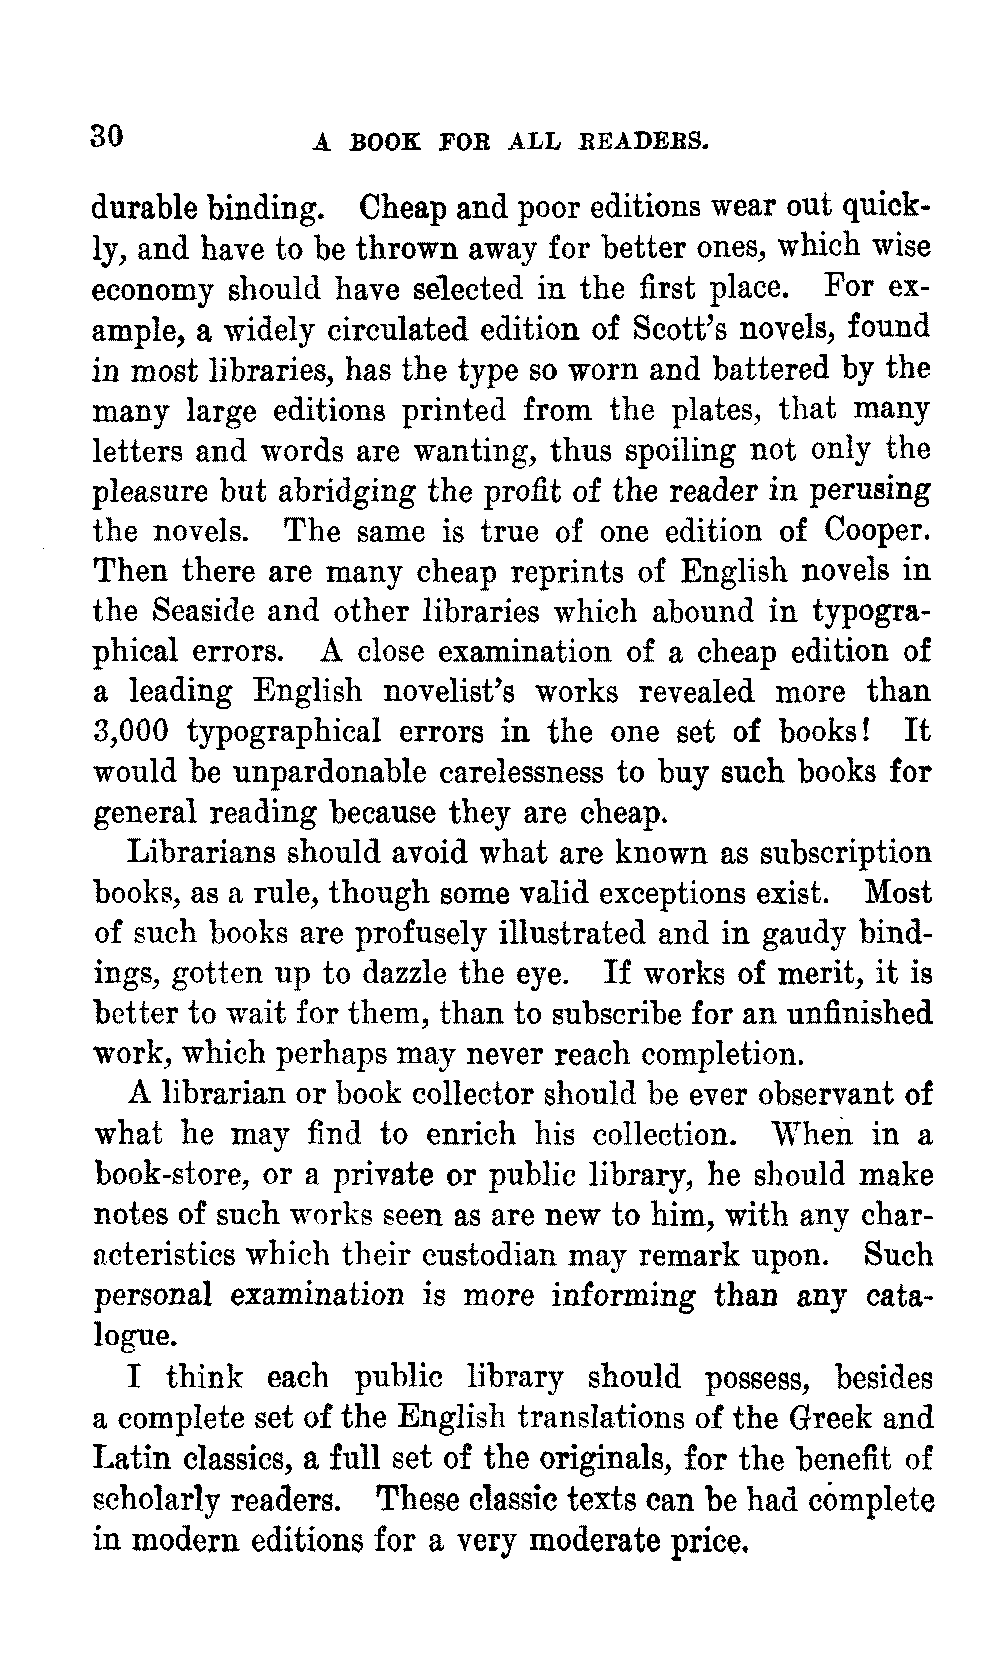 30 A BOOK FOR ALL READERS.
durable binding. Cheap and poor editions wear out quick-
ly, and have to be thrown away for better ones, which wise
economy should have selected in the first place. For ex-
ample, a widely circulated edition of Scott's novels, found
in most libraries, has the type so worn and battered by the
many large editions printed from the plates, that many
letters and words are wanting, thus spoiling not only the
pleasure but abridging the profit of the reader in perusing
the novels. The same is true of one edition of Cooper.
Then there are many cheap reprints of English novels in
the Seaside and other libraries which abound in typogra-
phical errors. A close examination of a cheap edition of
a leading English novelist's works revealed more than
3,000 typographical errors in the one set of books! It
would be unpardonable carelessness to buy such books for
general reading because they are cheap.
Librarians should avoid what are known as subscription
books, as a rule, though some valid exceptions exist. Most
of such books are profusely illustrated and in gaudy bind-
ings, gotten up to dazzle the eye. If works of merit, it is
better to wait for them, than to subscribe for an unfinished
work, which perhaps may never reach completion.
A librarian or book collector should be ever observant of
what he may find to enrich his collection. When in a
book-store, or a private or public library, he should make
notes of such works seen as are new to him, with any char-
acteristics which their custodian may remark upon. Such
personal examination is more informing than any cata-
logue.
I think each public library should possess, besides
a complete set of the English translations of the Greek and
Latin classics, a full set of the originals, for the benefit of
scholarly readers. These classic texts can be had complete
in modern editions for a very moderate price.